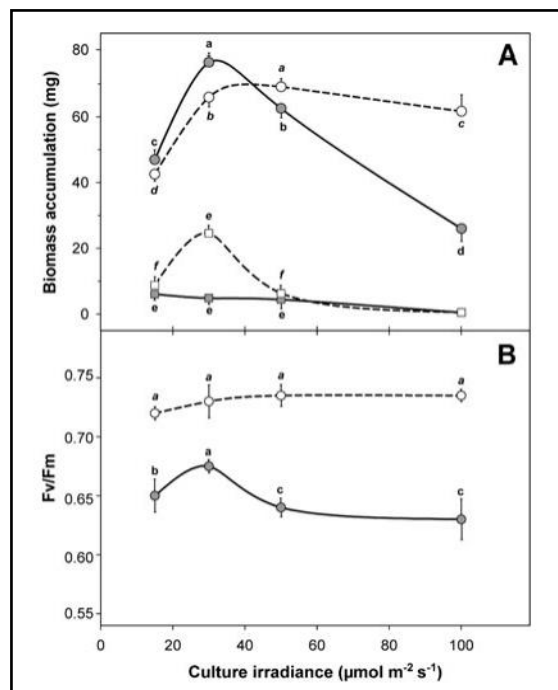 A
80
60
40
20
0
Biomass accumulation (mg)
a
a
b
b
c
c
d
d
e
f
f
e
e
e
B
0.75
0.70
0.65
0.60
0.55
Fv/Fm
a
a
a
a
b
a
c
c
0 20 40 60 80 100
Culture irradiance (µmol m⁻² s⁻¹)